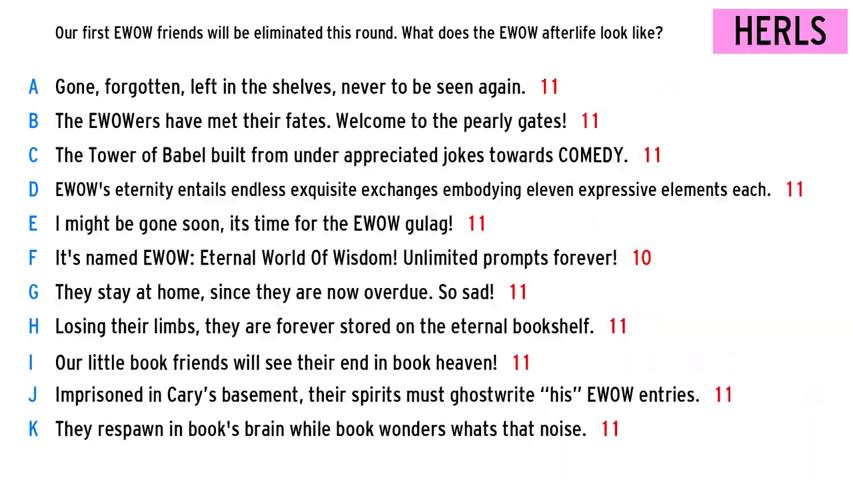 Our first EWOW friends will be eliminated this round. What does the EWOW afterlife look like?
HERLS
A Gone, forgotten, left in the shelves, never to be seen again. 11
B The EWOWers have met their fates. Welcome to the pearly gates! 11
C The Tower of Babel built from under appreciated jokes towards COMEDY. 11
D EWOW's eternity entails endless exquisite exchanges embodying eleven expressive elements each. 11
E I might be gone soon, its time for the EWOW gulag! 11
F It's named EWOW: Eternal World Of Wisdom! Unlimited prompts forever! 10
G They stay at home, since they are now overdue. So sad! 11
H Losing their limbs, they are forever stored on the eternal bookshelf. 11
I Our little book friends will see their end in book heaven! 11
J Imprisoned in Cary’s basement, their spirits must ghostwrite “his” EWOW entries. 11
K They respawn in book's brain while book wonders whats that noise. 11